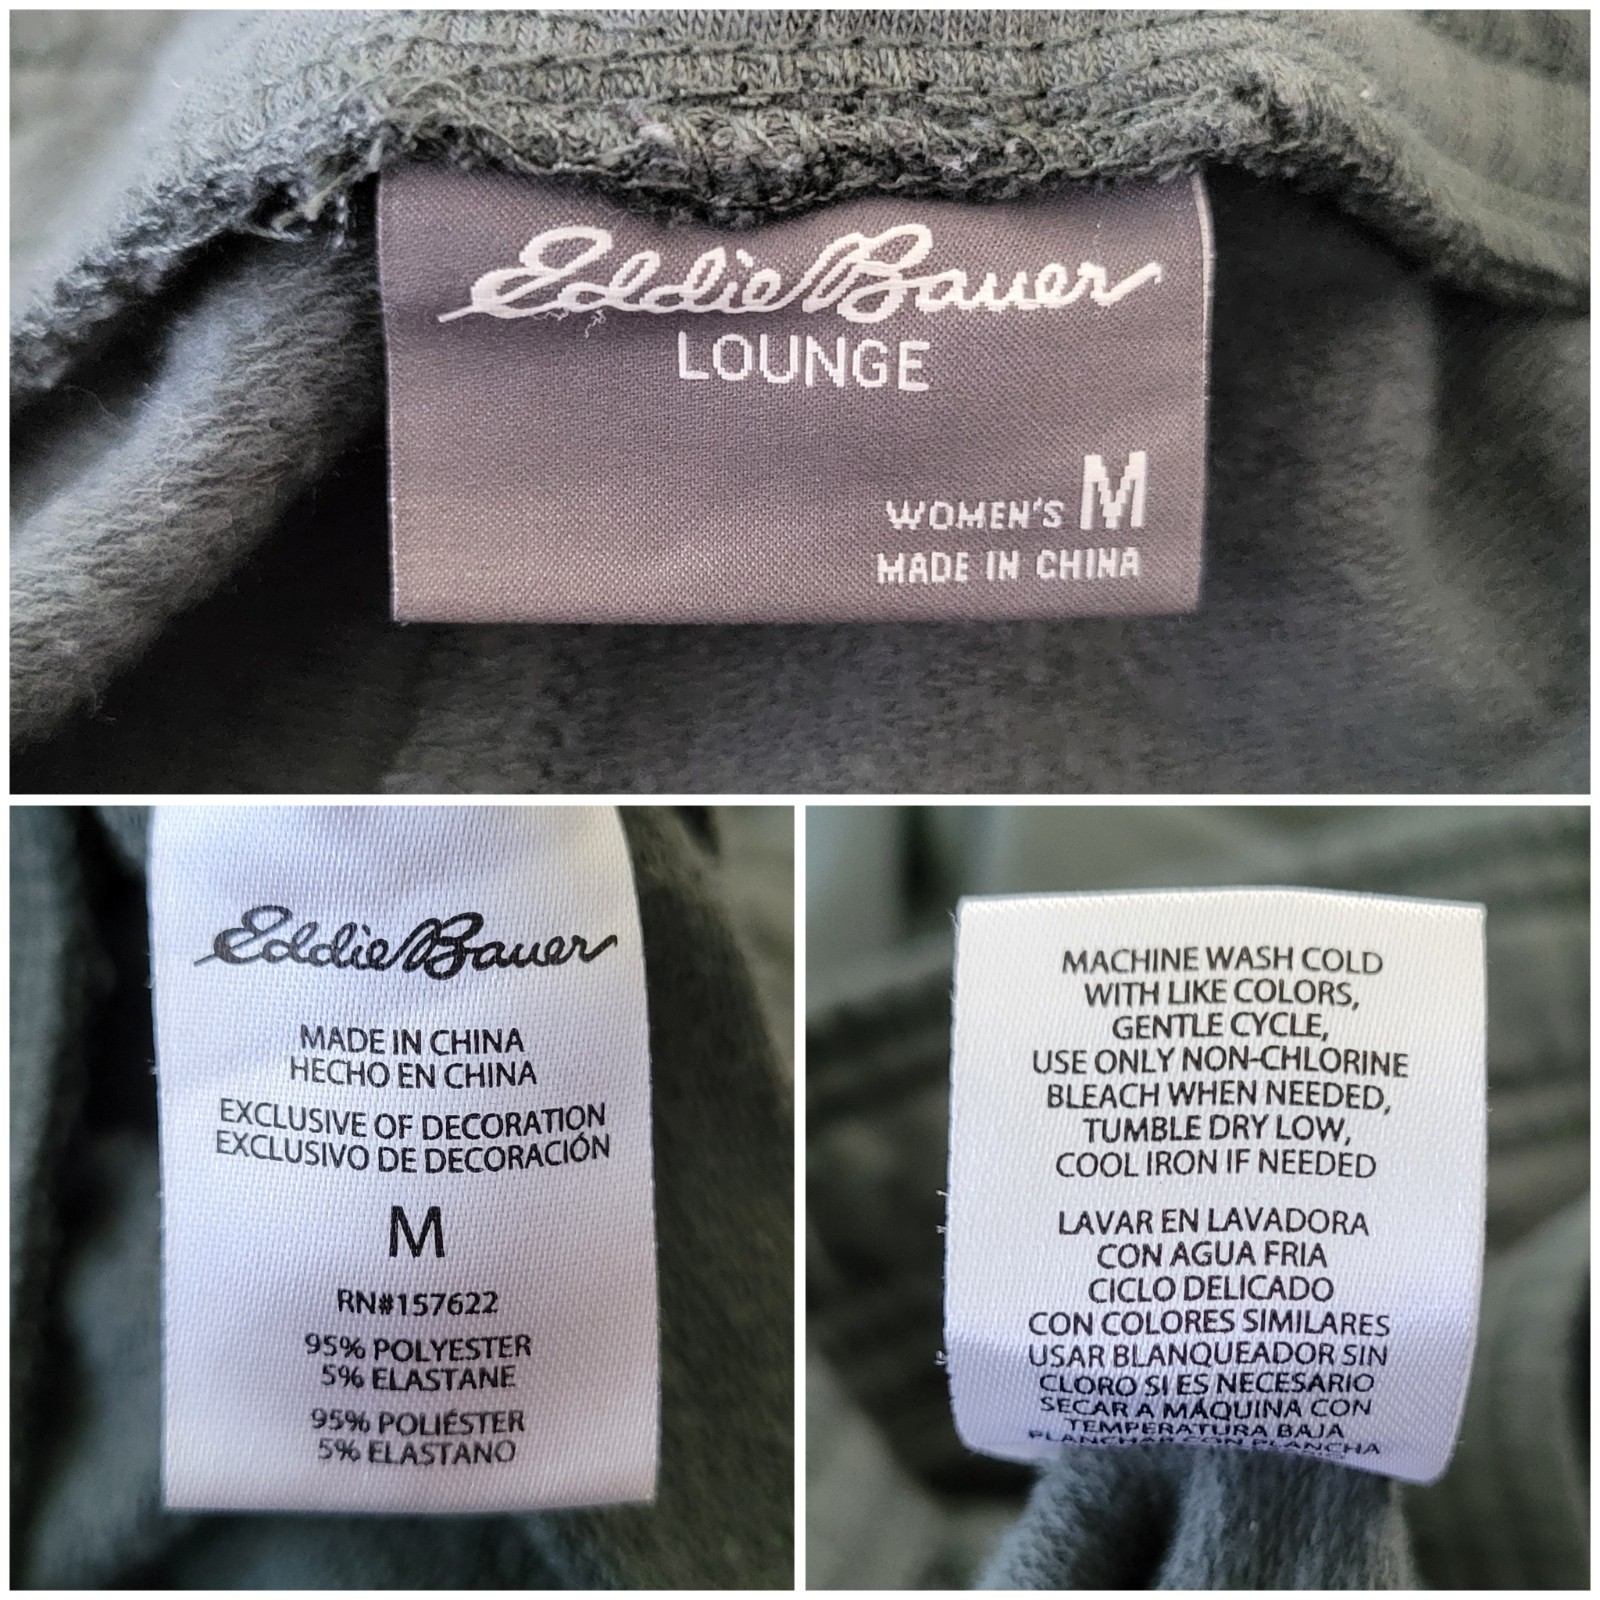 Eddie Bauer
LOUNGE
WOMEN'S M
MADE IN CHINA
Eddie Bauer
MADE IN CHINA
HECHO EN CHINA
EXCLUSIVE OF DECORATION
EXCLUSIVO DE DECORACIÓN
M
RN#157622
95% POLYESTER
5% ELASTANE
95% POLIÉSTER
5% ELASTANO
MACHINE WASH COLD
WITH LIKE COLORS,
GENTLE CYCLE,
USE ONLY NON-CHLORINE
BLEACH WHEN NEEDED,
TUMBLE DRY LOW,
COOL IRON IF NEEDED
LAVAR EN LAVADORA
CON AGUA FRIA
CICLO DELICADO
CON COLORES SIMILARES
USAR BLANQUEADOR SIN
CLORO SI ES NECESARIO
SECAR A MÁQUINA CON
TEMPERATURA BAJA
PLANCHAR CON PLANCHA